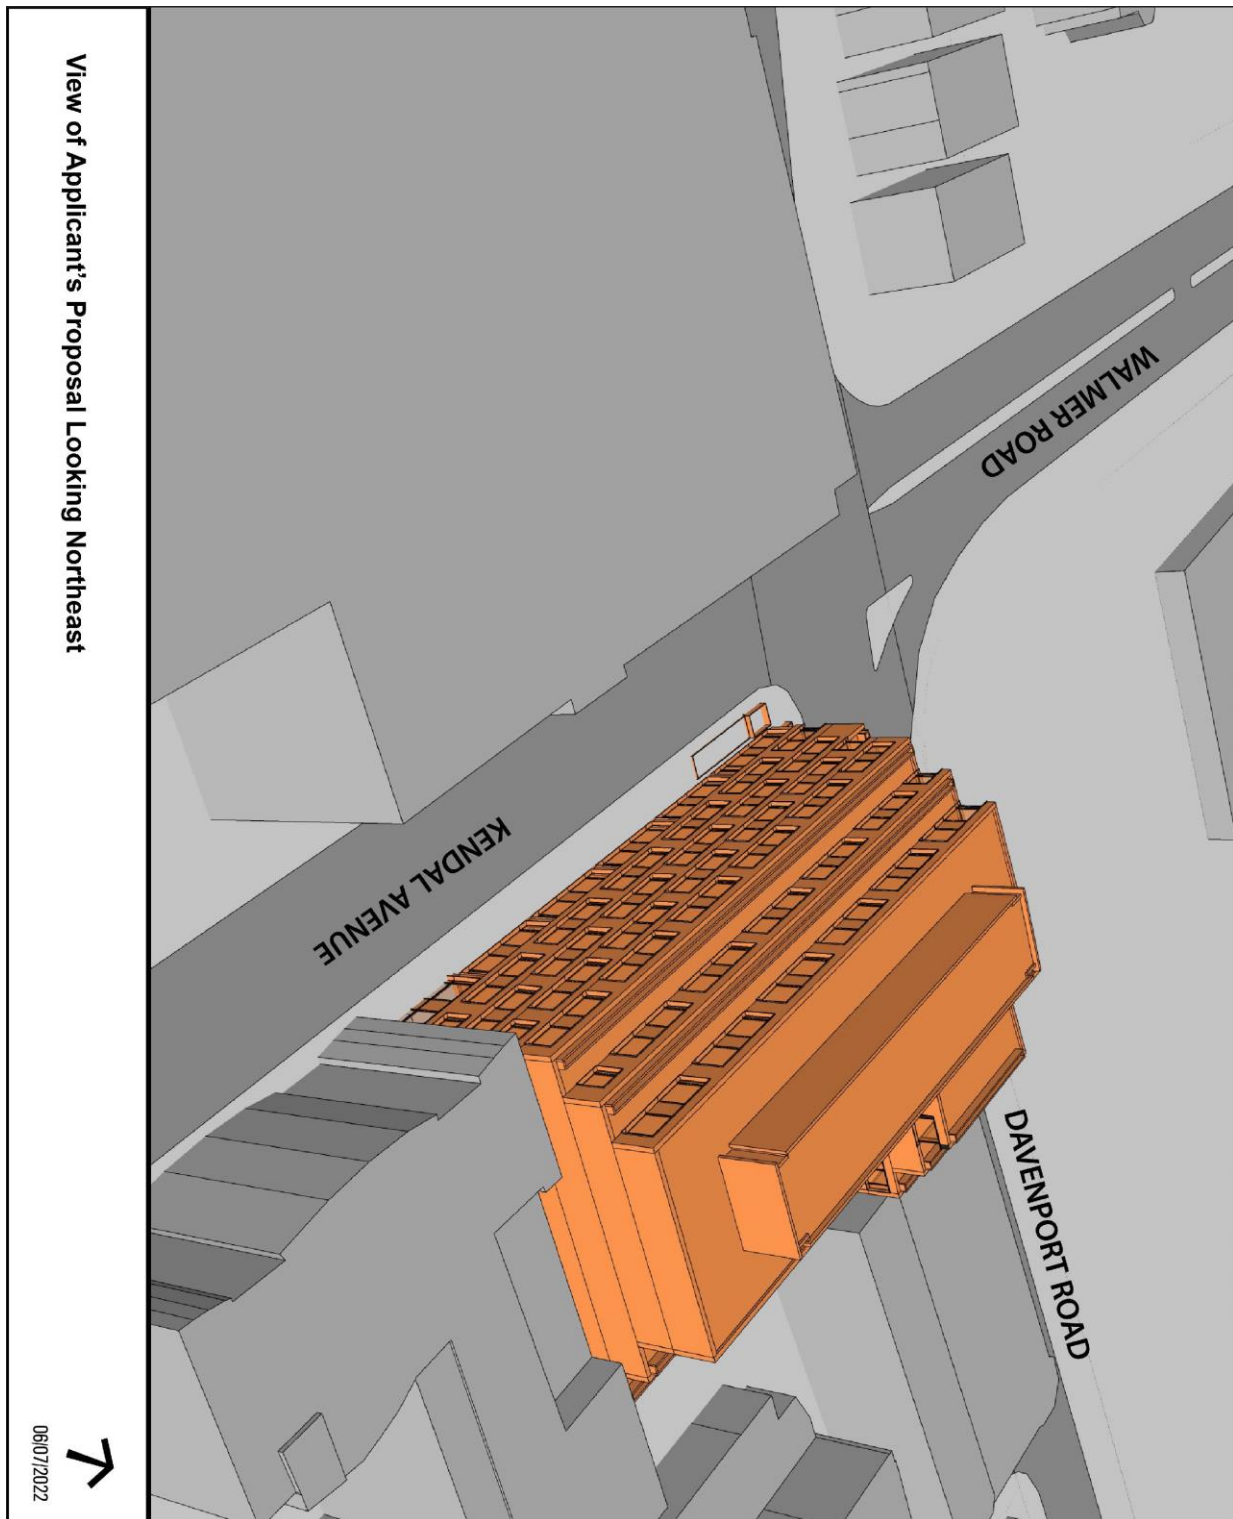 WALMER ROAD
KENDAL AVENUE
DAVENPORT ROAD
View of Applicant's Proposal Looking Northeast
06/07/2022